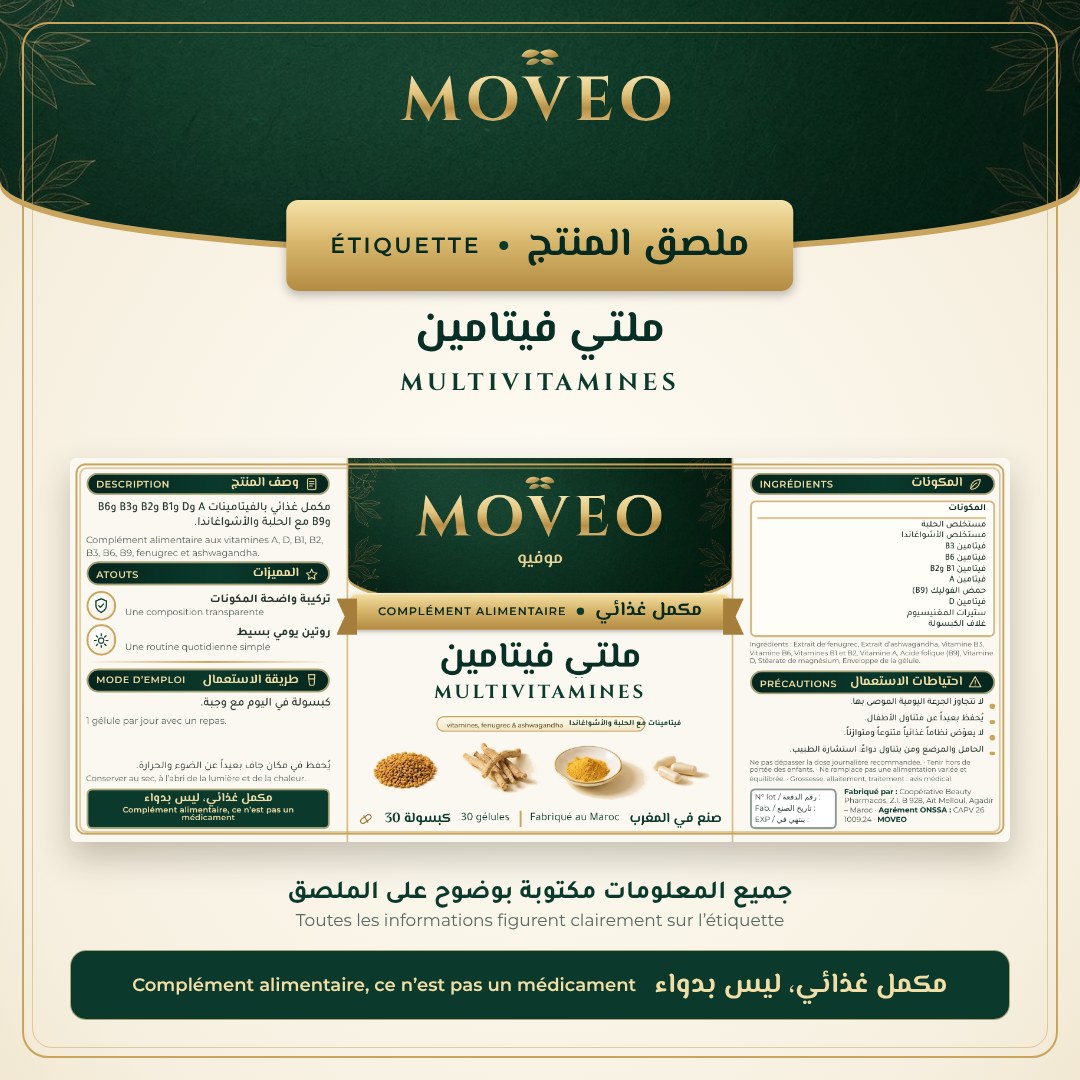 MOVEO
ÉTIQUETTE • ملصق المنتج
ملتي فيتامين
MULTIVITAMINES
DESCRIPTION وصف المنتج
مكمل غذائي بالفيتامينات A وD وB1 وB2 وB3 وB6
وB9 مع الحلبة والأشواغاندا.
Complément alimentaire aux vitamines A, D, B1, B2,
B3, B6, B9, fenugrec et ashwagandha.
ATOUTS المميزات
تركيبة واضحة المكونات
Une composition transparente
روتين يومي بسيط
Une routine quotidienne simple
MODE D’EMPLOI طريقة الاستعمال
كبسولة في اليوم مع وجبة.
1 gélule par jour avec un repas.
يُحفظ في مكان جاف بعيداً عن الضوء والحرارة.
Conserver au sec, à l’abri de la lumière et de la chaleur.
مكمل غذائي، ليس بدواء
Complément alimentaire, ce n’est pas un
médicament
MOVEO
موفيو
COMPLÉMENT ALIMENTAIRE • مكمل غذائي
ملتي فيتامين
MULTIVITAMINES
vitamines, fenugrec & ashwagandha فيتامينات مع الحلبة والأشواغاندا
30 كبسولة 30 gélules | Fabriqué au Maroc صنع في المغرب
INGRÉDIENTS المكونات
المكونات
مستخلص الحلبة
مستخلص الأشواغاندا
فيتامين B3
فيتامين B6
فيتامين B1 وB2
فيتامين A
حمض الفوليك (B9)
فيتامين D
ستيرات المغنيسيوم
غلاف الكبسولة
Ingrédients : Extrait de fenugrec, Extrait d’ashwagandha, Vitamine B3,
Vitamine B6, Vitamines B1 et B2, Vitamine A, Acide folique (B9), Vitamine
D, Stéarate de magnésium, Enveloppe de la gélule.
PRÉCAUTIONS احتياطات الاستعمال
لا تتجاوز الجرعة اليومية الموصى بها.
يُحفظ بعيداً عن متناول الأطفال.
لا يعوّض نظاماً غذائياً متنوعاً ومتوازناً.
الحامل والمرضع ومن يتناول دواءً: استشارة الطبيب.
Ne pas dépasser la dose journalière recommandée. · Tenir hors de
portée des enfants. · Ne remplace pas une alimentation variée et
équilibrée. · Grossesse, allaitement, traitement : avis médical.
N° lot / رقم الدفعة :
Fab. / تاريخ الصنع :
EXP / ينتهي في :
Fabriqué par : Coopérative Beauty
Pharmacos, Z.I. B 928, Ait Melloul, Agadir
– Maroc · Agrément ONSSA : CAPV 26
1009.24 · MOVEO
جميع المعلومات مكتوبة بوضوح على الملصق
Toutes les informations figurent clairement sur l’étiquette
Complément alimentaire, ce n’est pas un médicament مكمل غذائي، ليس بدواء